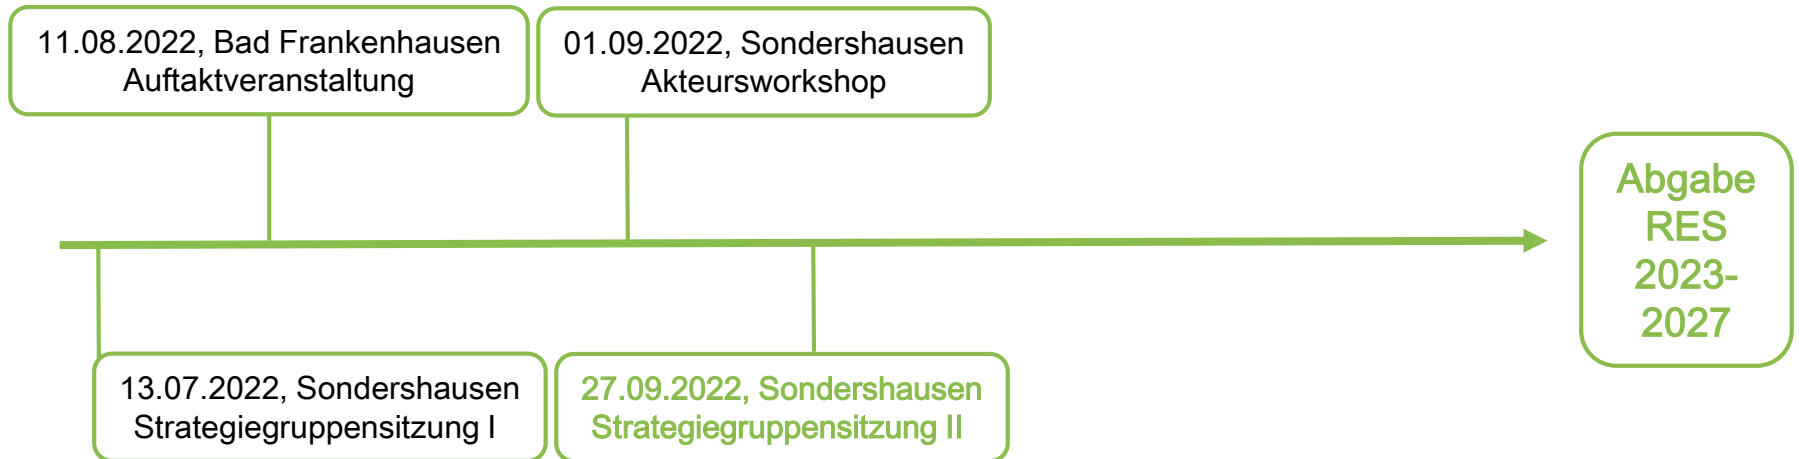 11.08.2022, Bad Frankenhausen
Auftaktveranstaltung
01.09.2022, Sondershausen
Akteursworkshop
Abgabe
RES
2023-
2027
13.07.2022, Sondershausen
Strategiegruppensitzung I
27.09.2022, Sondershausen
Strategiegruppensitzung II